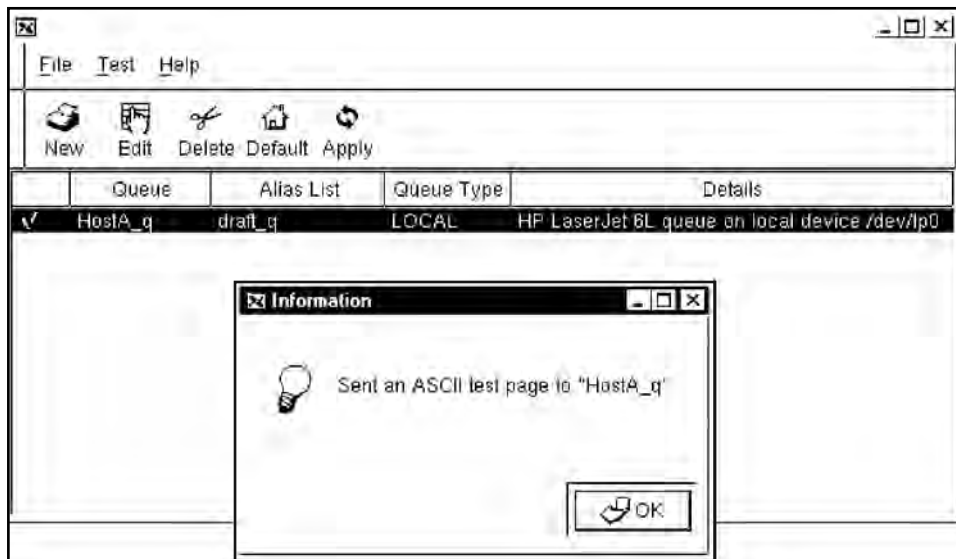 File Test Help
New Edit Delete Default Apply
Queue Alias List Queue Type Details
HostA_q draft_q LOCAL HP LaserJet 6L queue on local device /dev/lp0
Information
Sent an ASCII test page to "HostA_q"
OK